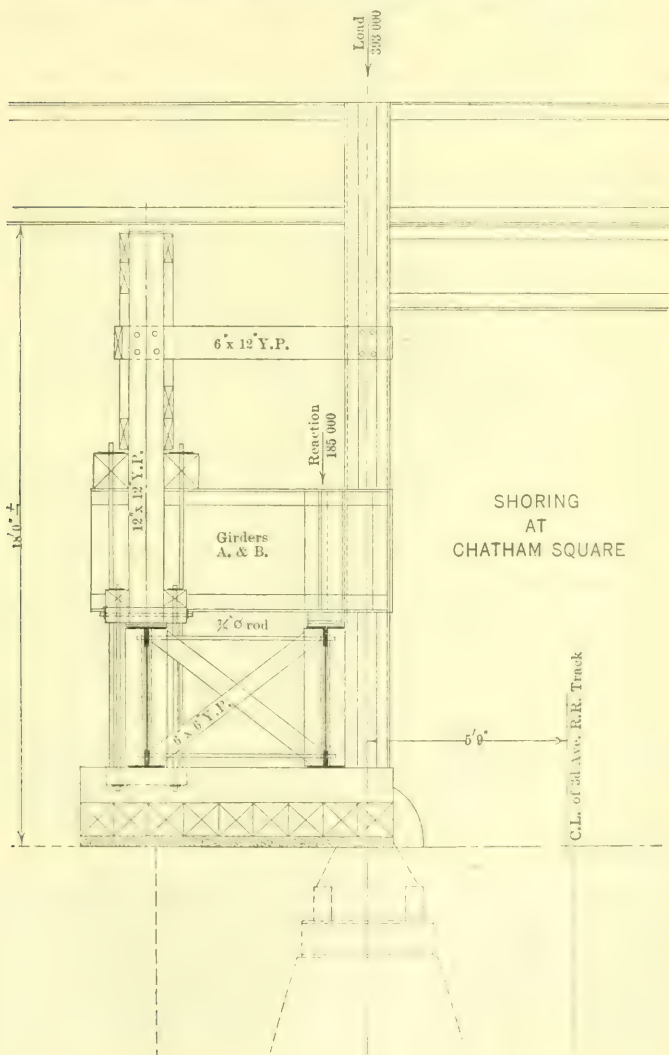 Load
393 000
6" x 12" Y.P.
Reaction
185 000
12" x 12" Y.P.
18'0" ±
Girders
A. & B.
SHORING
AT
CHATHAM SQUARE
¾" Ø rod
6" x 6" Y.P.
5'9"
C.L. of 3d Ave. R.R. Track